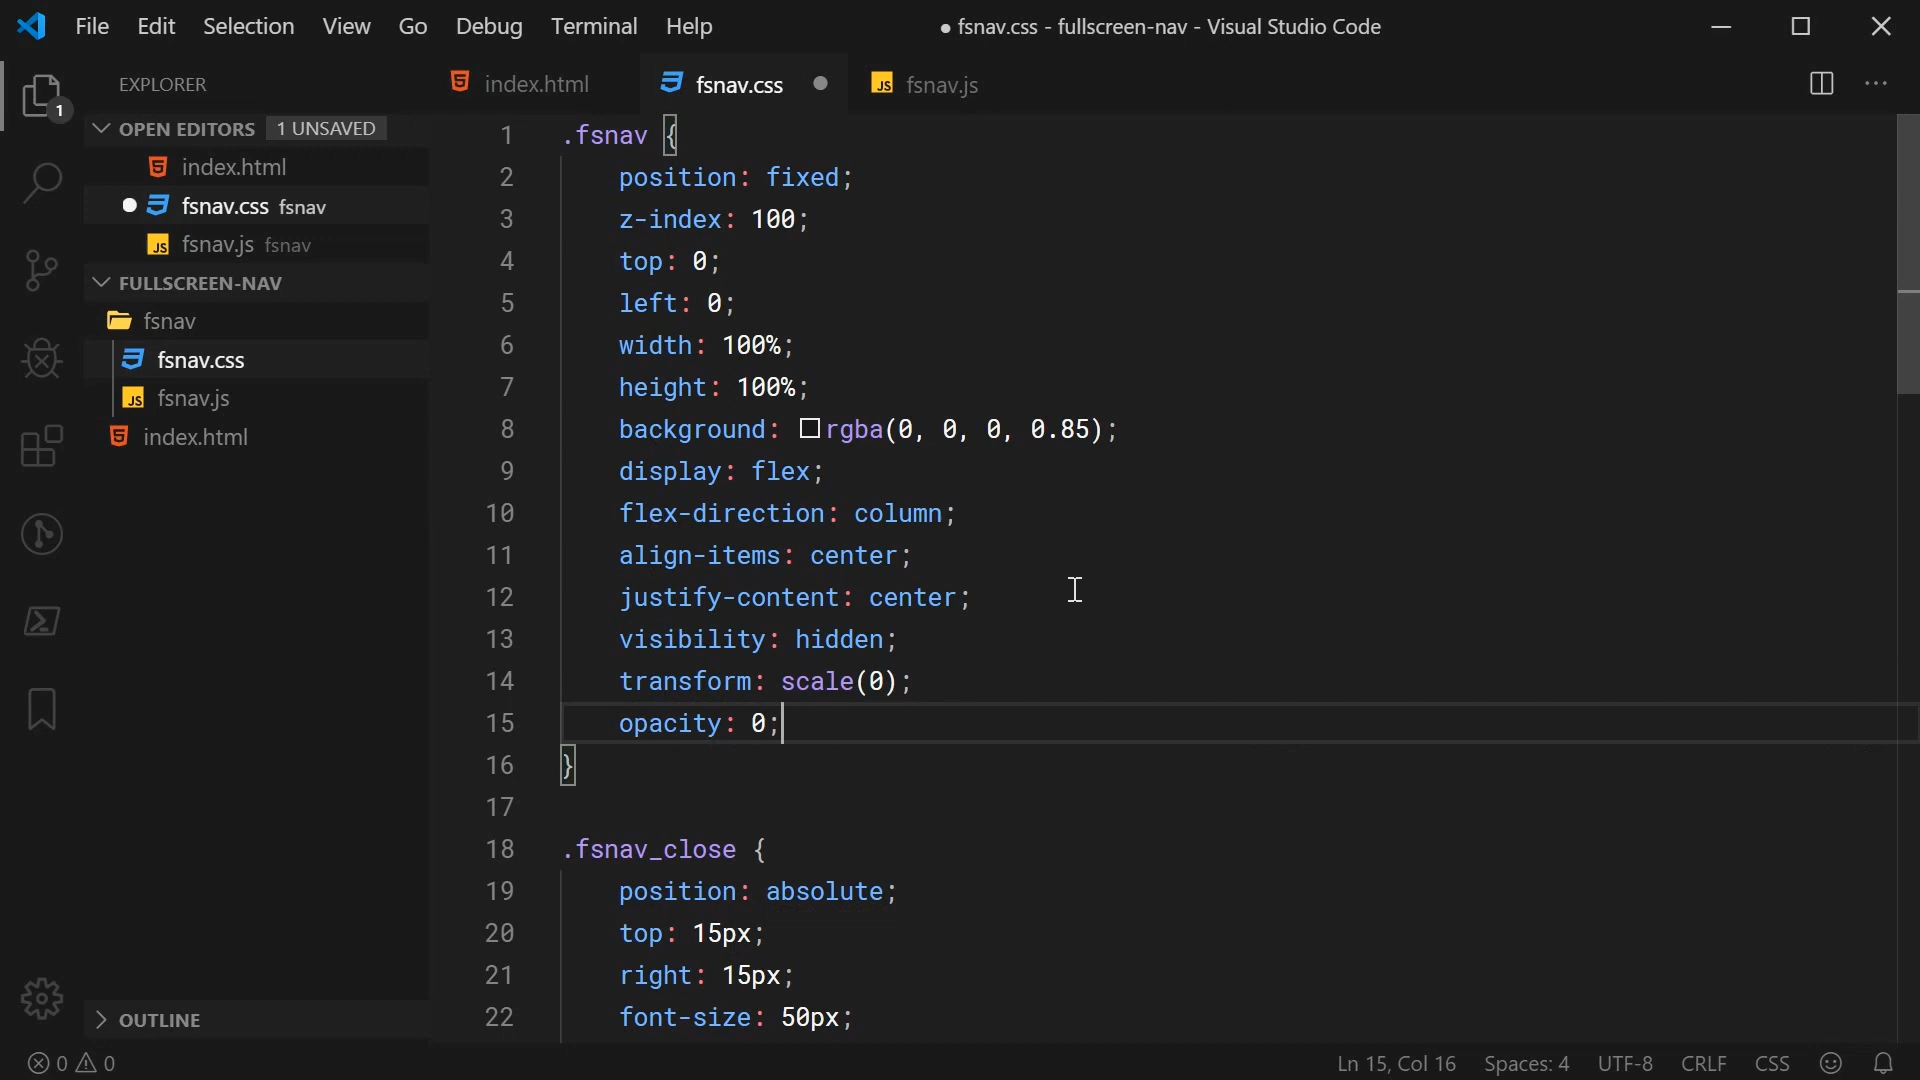 File Edit Selection View Go Debug Terminal Help
● fsnav.css - fullscreen-nav - Visual Studio Code
EXPLORER
OPEN EDITORS 1 UNSAVED
index.html
fsnav.css fsnav
fsnav.js fsnav
FULLSCREEN-NAV
fsnav
fsnav.css
fsnav.js
index.html
OUTLINE
1
index.html fsnav.css fsnav.js
1 .fsnav {
2 position: fixed;
3 z-index: 100;
4 top: 0;
5 left: 0;
6 width: 100%;
7 height: 100%;
8 background: rgba(0, 0, 0, 0.85);
9 display: flex;
10 flex-direction: column;
11 align-items: center;
12 justify-content: center;
13 visibility: hidden;
14 transform: scale(0);
15 opacity: 0;
16 }
17
18 .fsnav_close {
19 position: absolute;
20 top: 15px;
21 right: 15px;
22 font-size: 50px;
0 0 Ln 15, Col 16 Spaces: 4 UTF-8 CRLF CSS